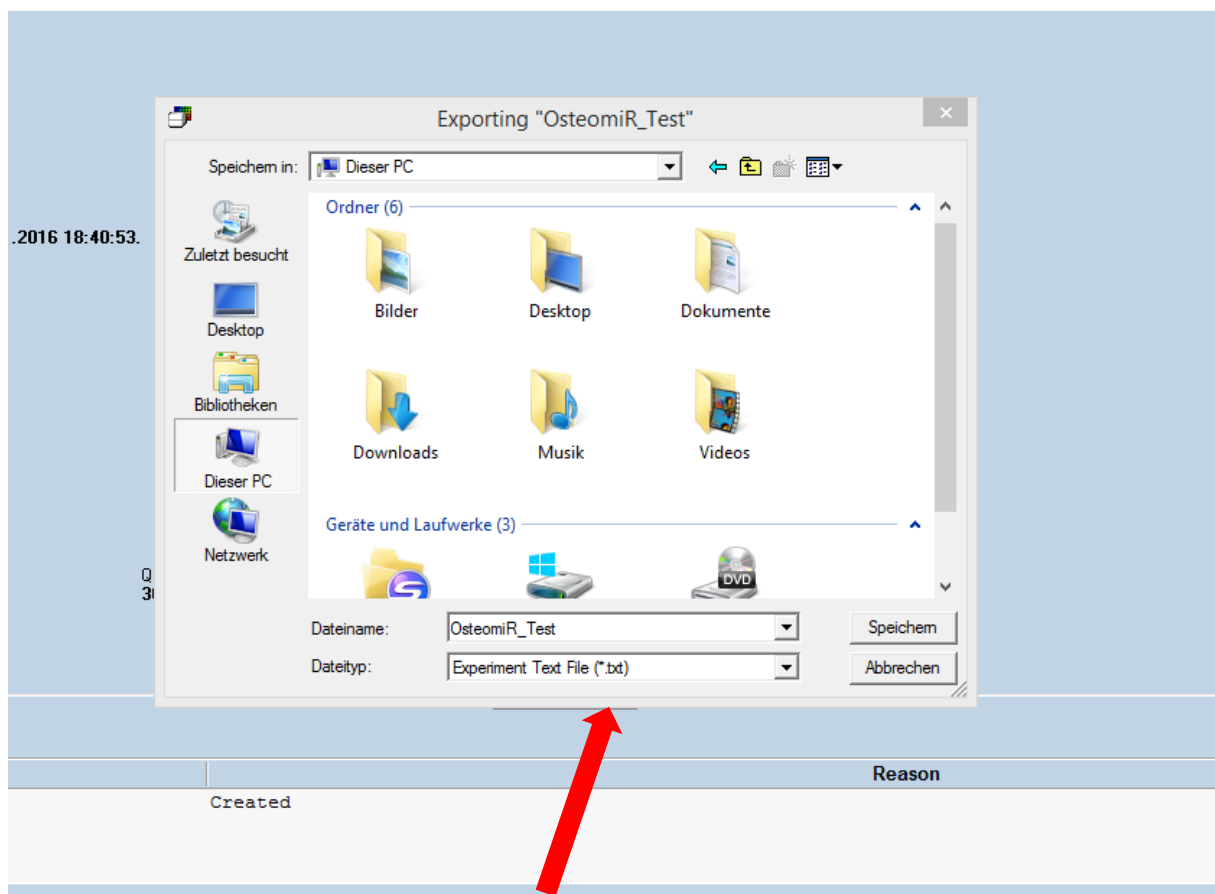 Exporting "OsteomiR_Test"
Speichern in:
Dieser PC
Ordner (6)
.2016 18:40:53.
Zuletzt besucht
Bilder
Desktop
Dokumente
Desktop
Bibliotheken
Downloads
Musik
Videos
Dieser PC
Geräte und Laufwerke (3)
Netzwerk
DVD
Q
Dateiname:
OsteomiR_Test
Speichern
Dateityp:
Experiment Text File (*.txt)
Abbrechen
Reason
Created